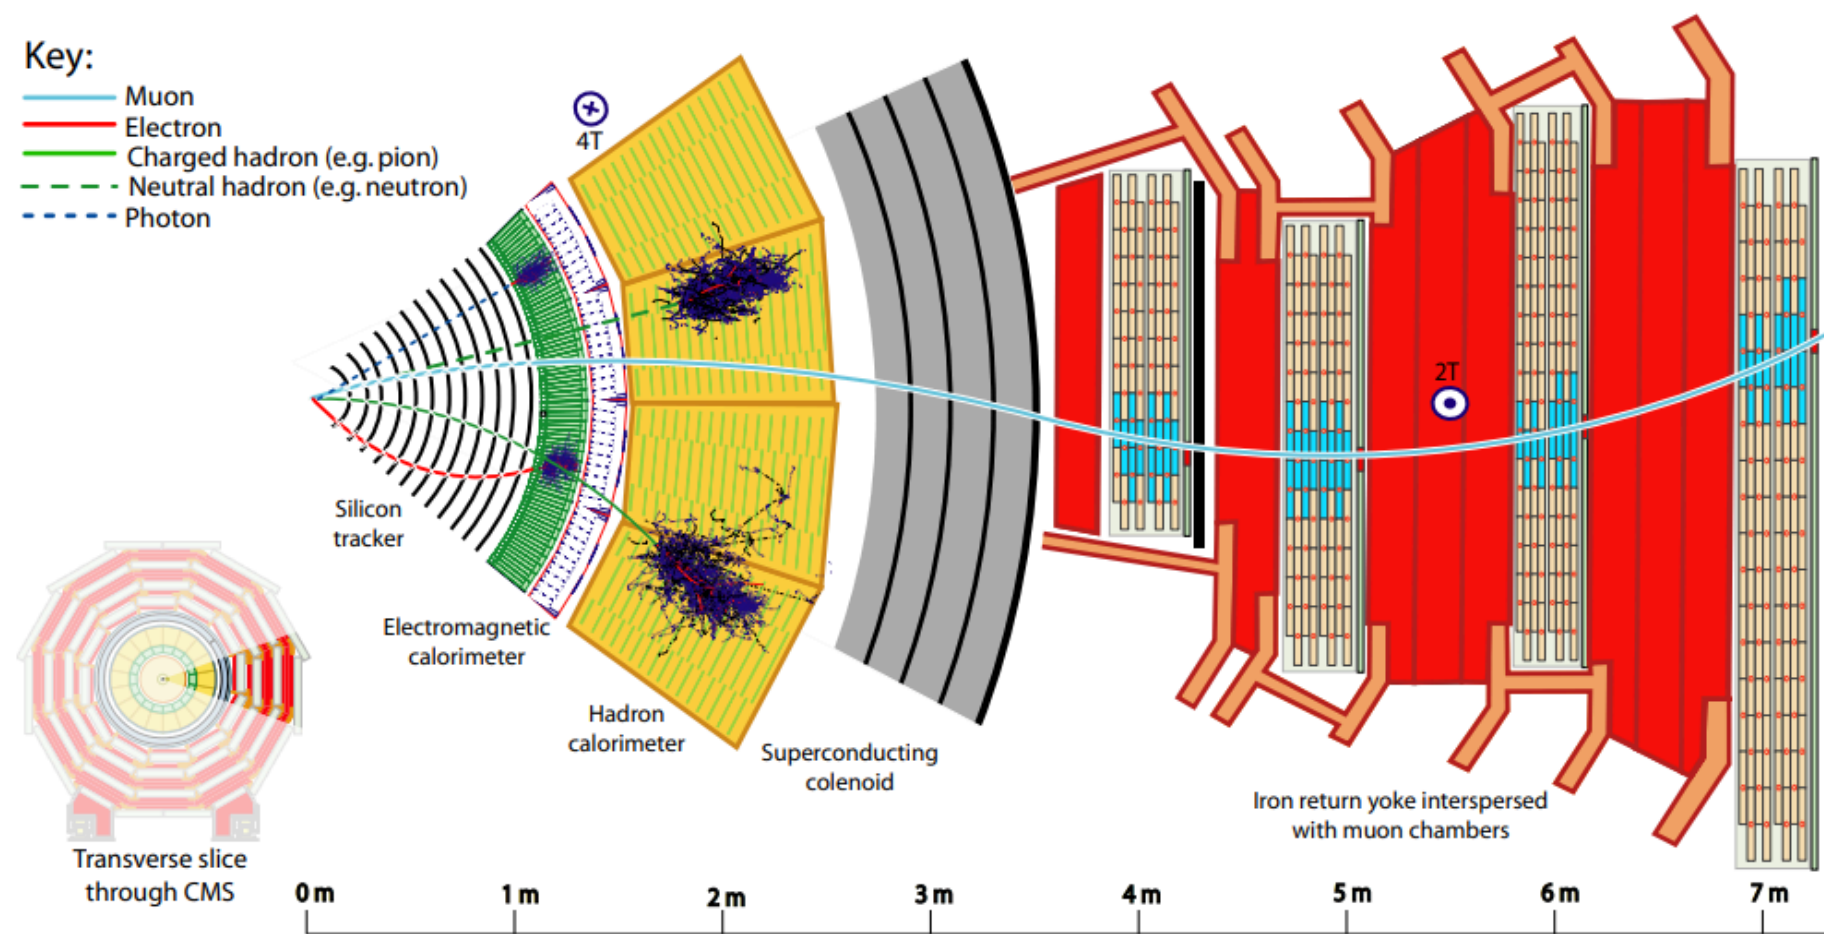 Key:
Muon
Electron
Charged hadron (e.g. pion)
Neutral hadron (e.g. neutron)
Photon
4T
2T
Silicon
tracker
Electromagnetic
calorimeter
Hadron
calorimeter
Superconducting
colenoid
Iron return yoke interspersed
with muon chambers
Transverse slice
through CMS
0 m 1 m 2 m 3 m 4 m 5 m 6 m 7 m